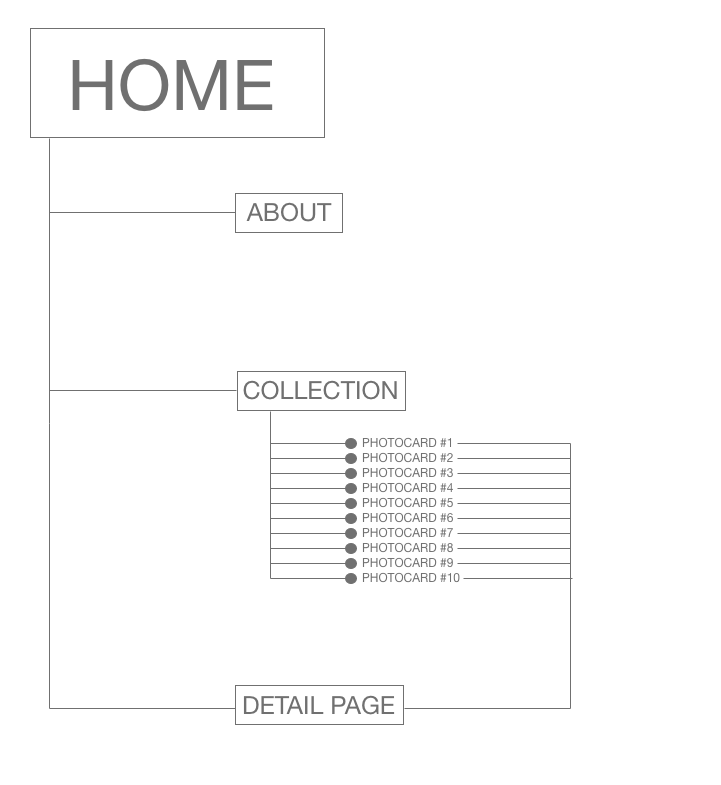 HOME
ABOUT
COLLECTION
PHOTOCARD #1
PHOTOCARD #2
PHOTOCARD #3
PHOTOCARD #4
PHOTOCARD #5
PHOTOCARD #6
PHOTOCARD #7
PHOTOCARD #8
PHOTOCARD #9
PHOTOCARD #10
DETAIL PAGE